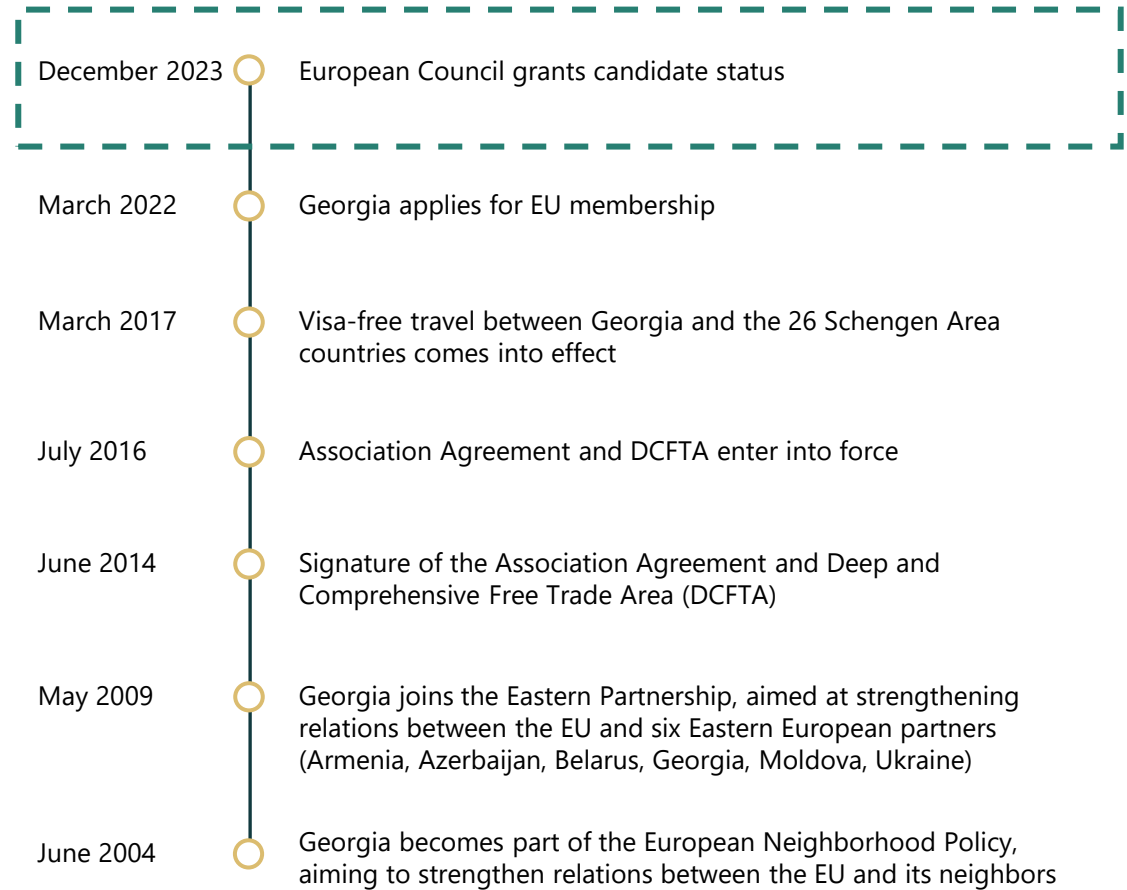 December 2023
European Council grants candidate status
March 2022
Georgia applies for EU membership
March 2017
Visa-free travel between Georgia and the 26 Schengen Area
countries comes into effect
July 2016
Association Agreement and DCFTA enter into force
June 2014
Signature of the Association Agreement and Deep and
Comprehensive Free Trade Area (DCFTA)
May 2009
Georgia joins the Eastern Partnership, aimed at strengthening
relations between the EU and six Eastern European partners
(Armenia, Azerbaijan, Belarus, Georgia, Moldova, Ukraine)
June 2004
Georgia becomes part of the European Neighborhood Policy,
aiming to strengthen relations between the EU and its neighbors